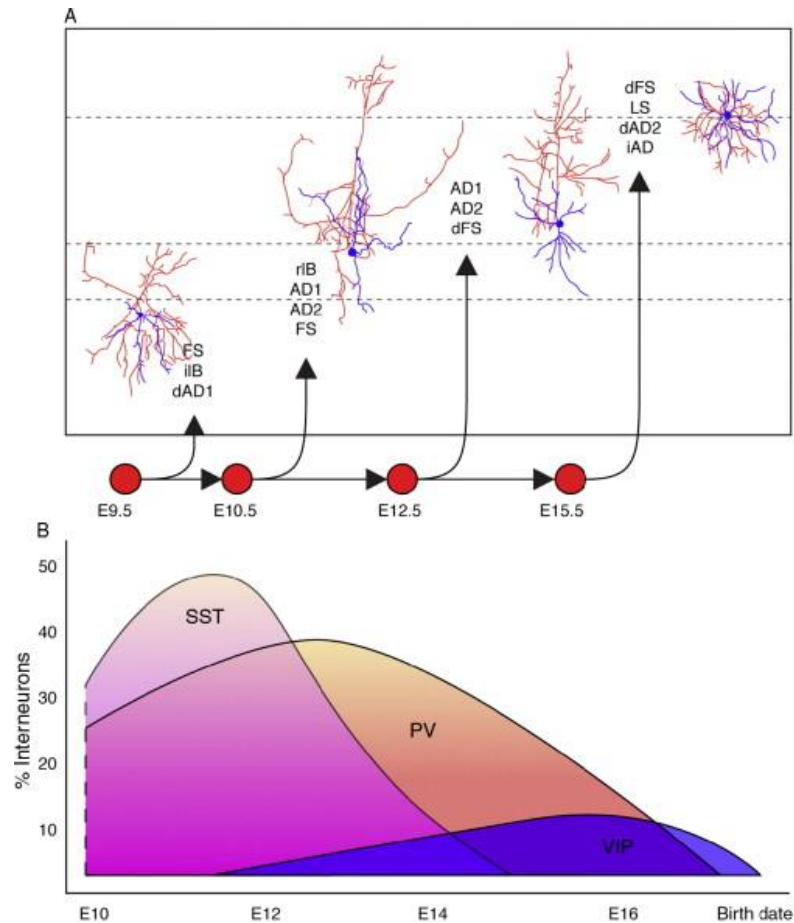 A
dFS
LS
dAD2
iAD
AD1
AD2
dFS
rIB
AD1
AD2
FS
FS
iIB
dAD1
E9.5
E10.5
E12.5
E15.5
B
50
40
30
20
10
% Interneurons
SST
PV
VIP
E10
E12
E14
E16
Birth date